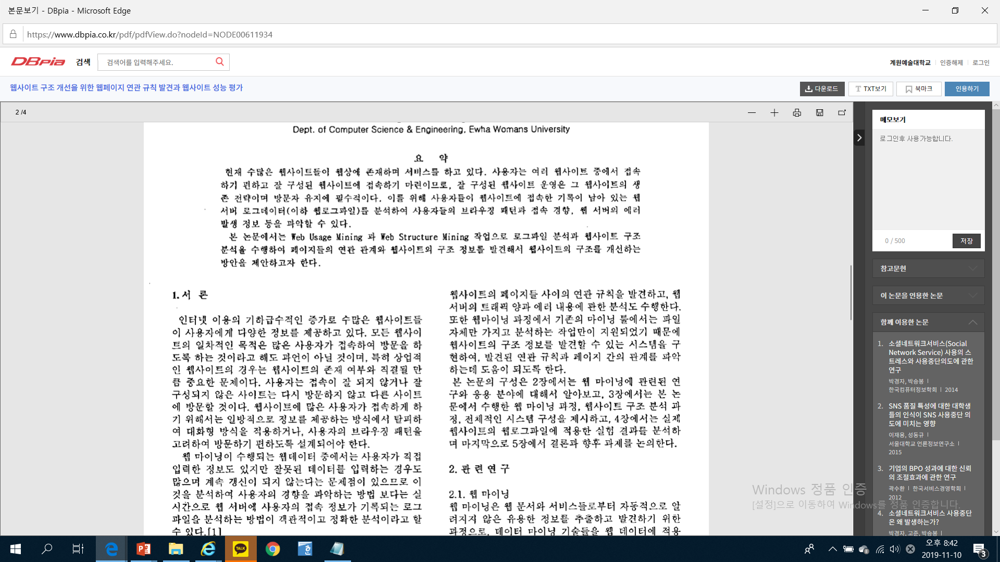 본문보기 - DBpia - Microsoft Edge
https://www.dbpia.co.kr/pdf/pdfView.do?nodeId=NODE00611934
DBpia 검색 검색어를 입력해주세요. 계원예술대학교 인증해제 로그인
웹사이트 구조 개선을 위한 웹페이지 연관 규칙 발견과 웹사이트 성능 평가 다운로드 TXT보기 북마크 인용하기
2 /4
Dept. of Computer Science & Engineering, Ewha Womans University
요 약
현재 수많은 웹사이트들이 웹상에 존재하며 서비스를 하고 있다. 사용자는 여러 웹사이트 중에서 접속
하기 편하고 잘 구성된 웹사이트에 접속하기 마련이므로, 잘 구성된 웹사이트 운영은 그 웹사이트의 생
존 전략이며 방문자 유지에 필수적이다. 이를 위해 사용자들이 웹사이트에 접속한 기록이 남아 있는 웹
서버 로그데이터(이하 웹로그파일)를 분석하여 사용자들의 브라우징 패턴과 접속 경향, 웹 서버의 에러
발생 정보 등을 파악할 수 있다.
본 논문에서는 Web Usage Mining 과 Web Structure Mining 작업으로 로그파일 분석과 웹사이트 구조
분석을 수행하여 페이지들의 연관 관계와 웹사이트의 구조 정보를 발견해서 웹사이트의 구조를 개선하는
방안을 제안하고자 한다.
1. 서 론
인터넷 이용의 기하급수적인 증가로 수많은 웹사이트들
이 사용자에게 다양한 정보를 제공하고 있다. 모든 웹사이
트의 일차적인 목적은 많은 사용자가 접속하여 방문을 하
도록 하는 것이라고 해도 과언이 아닐 것이며, 특히 상업적
인 웹사이트의 경우는 웹사이트의 존재 여부와 직결될 만
큼 중요한 문제이다. 사용자는 접속이 잘 되지 않거나 잘
구성되지 않은 사이트는 다시 방문하지 않고 다른 사이트
에 방문할 것이다. 웹사이트에 많은 사용자가 접속하게 하
기 위해서는 일방적으로 정보를 제공하는 방식에서 탈피하
여 대화형 방식을 적용하거나, 사용자의 브라우징 패턴을
고려하여 방문하기 편하도록 설계되어야 한다.
웹 마이닝이 수행되는 웹데이터 중에서는 사용자가 직접
입력한 정보도 있지만 잘못된 데이터를 입력하는 경우도
많으며 계속 갱신이 되지 않는다는 문제점이 있으므로 이
것을 분석하여 사용자의 경향을 파악하는 방법 보다는 실
시간으로 웹 서버에 사용자의 접속 정보가 기록되는 로그
파일을 분석하는 방법이 객관적이고 정확한 분석이라고 할
수 있다.[1]
웹사이트의 페이지들 사이의 연관 규칙을 발견하고, 웹
서버의 트래픽 양과 에러 내용에 관한 분석도 수행한다.
또한 웹마이닝 과정에서 기존의 마이닝 툴에서는 파일
자체만 가지고 분석하는 작업만이 지원되었기 때문에
웹사이트의 구조 정보를 발견할 수 있는 시스템을 구
현하여, 발견된 연관 규칙과 페이지 간의 관계를 파악
하는데 도움이 되도록 한다.
본 논문의 구성은 2장에서는 웹 마이닝에 관련된 연
구와 응용 분야에 대해서 알아보고, 3장에서는 본 논
문에서 수행한 웹 마이닝 과정, 웹사이트 구조 분석 과
정, 전체적인 시스템 구성을 제시하고, 4장에서는 실제
웹사이트의 웹로그파일에 적용한 실험 결과를 분석하
며 마지막으로 5장에서 결론과 향후 과제를 논의한다.
2. 관 련 연 구
2.1. 웹 마이닝
웹 마이닝은 웹 문서와 서비스들로부터 자동적으로 알
려지지 않은 유용한 정보를 추출하고 발견하기 위한
과정으로, 데이터 마이닝 기술들을 웹 데이터에 적용
메모보기
로그인후 사용가능합니다.
0 / 500 저장
참고문헌
이 논문을 인용한 논문
함께 이용한 논문
1. 소셜네트워크서비스(Social
Network Service) 사용의 스
트레스와 사용중단의도에 관한
연구
박경자, 박승봉 |
한국컴퓨터정보학회 | 2014
2. SNS 품질 특성에 대한 대학생
들의 인식이 SNS 사용중단 의
도에 미치는 영향
이재용, 성동규 |
서울대학교 언론정보연구소 |
2015
3. 기업의 BPO 성과에 대한 신뢰
의 조절효과에 관한 연구
곽수환 | 한국서비스경영학회 |
2012
4. 소셜네트워크서비스 사용중단
은 왜 발생하는가?
박경자, 고준, 박승봉 |
Windows 정품 인증
[설정]으로 이동하여 Windows를 정품 인증합니다.
TALK
오후 8:42
2019-11-10
3